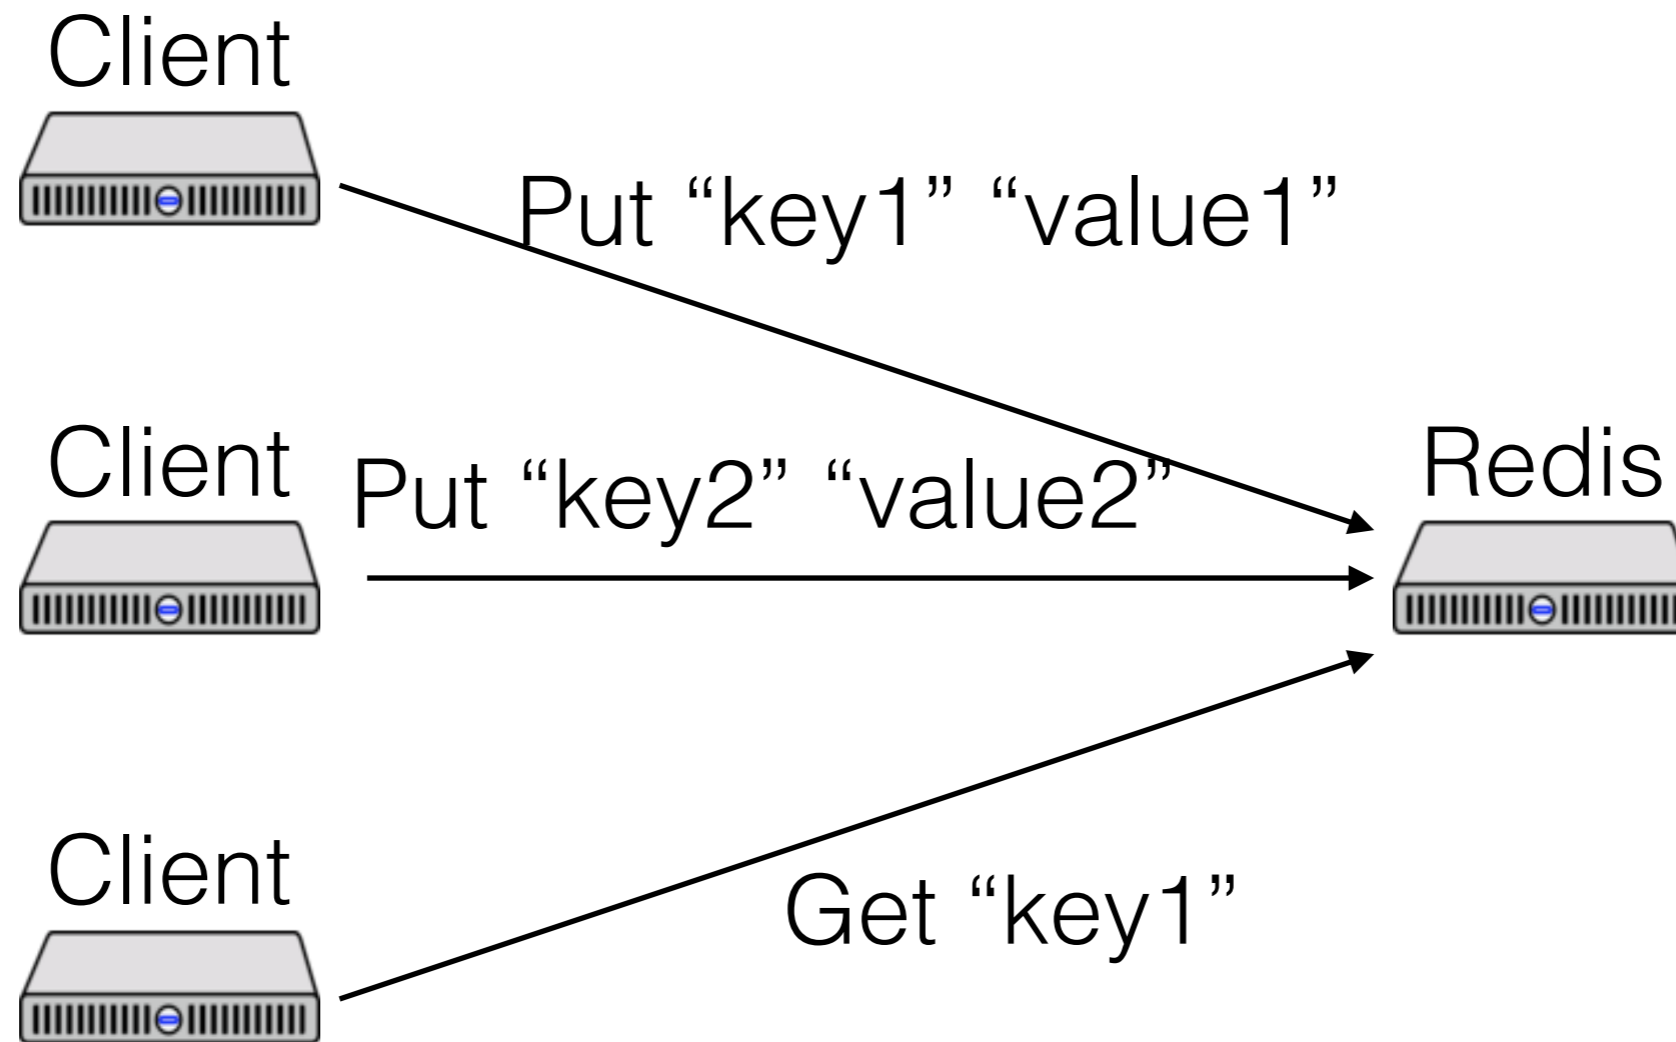 Client
Put “key1” “value1”
Client
Put “key2” “value2”
Redis
Client
Get “key1”